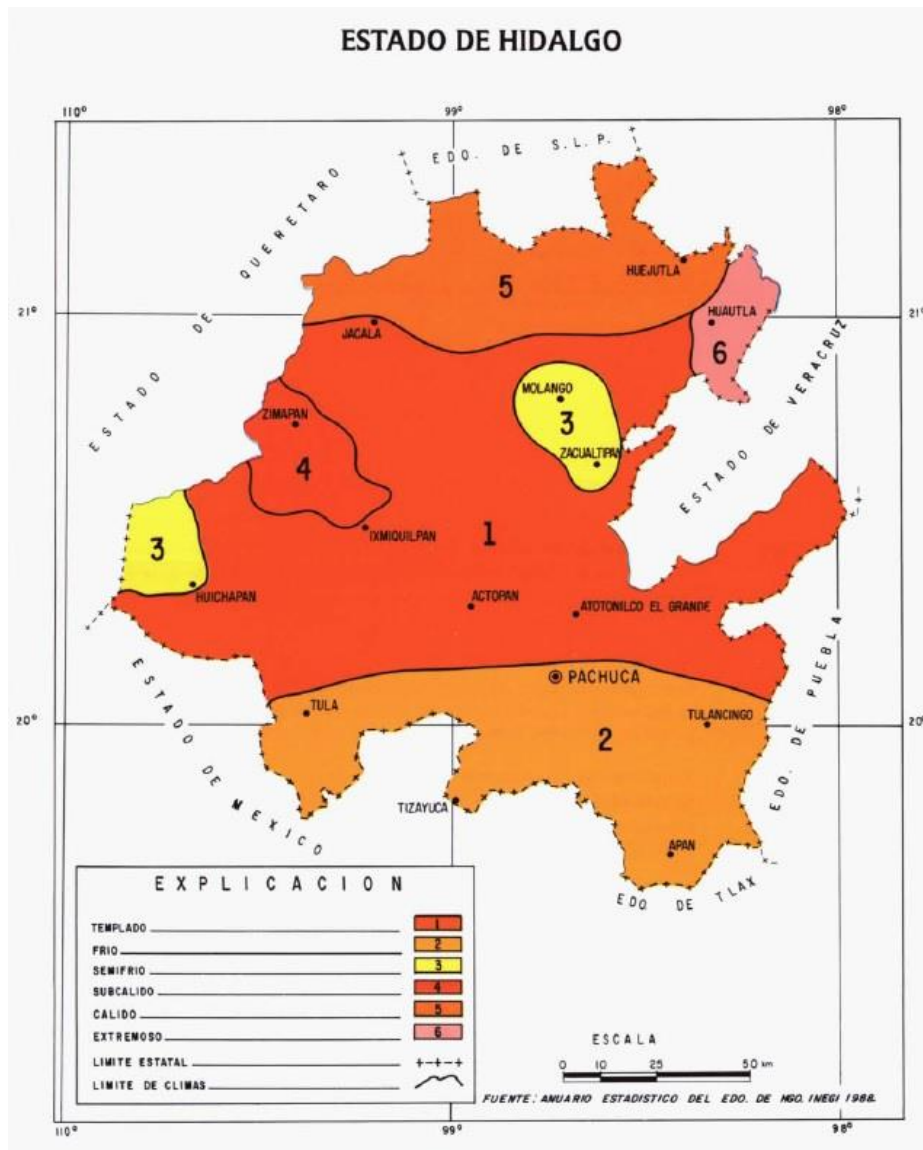 ESTADO DE HIDALGO
110°
99°
98°
EDO. DE S.L.P.
ESTADO DE QUERETARO
HUEJUTLA
5
21°
21°
HUAUTLA
JACALA
6
MOLANGO
3
ZIMAPAN
ZACUALTIPAN
4
ESTADO DE VERACRUZ
IXMIQUILPAN
1
3
HUICHAPAN
ACTOPAN
ATOTONILCO EL GRANDE
PACHUCA
TULA
20°
TULANCINGO
20°
2
EDO. DE PUEBLA
ESTADO DE MEXICO
TIZAYUCA
APAN
EDO. DE TLAX
EXPLICACION
TEMPLADO 1
FRIO 2
SEMIFRIO 3
SUBCALIDO 4
CALIDO 5
EXTREMOSO 6
LIMITE ESTATAL
LIMITE DE CLIMAS
ESCALA
0 10 25 50 km
FUENTE: ANUARIO ESTADISTICO DEL EDO. DE HGO. INEGI 1988.
110°
99°
98°